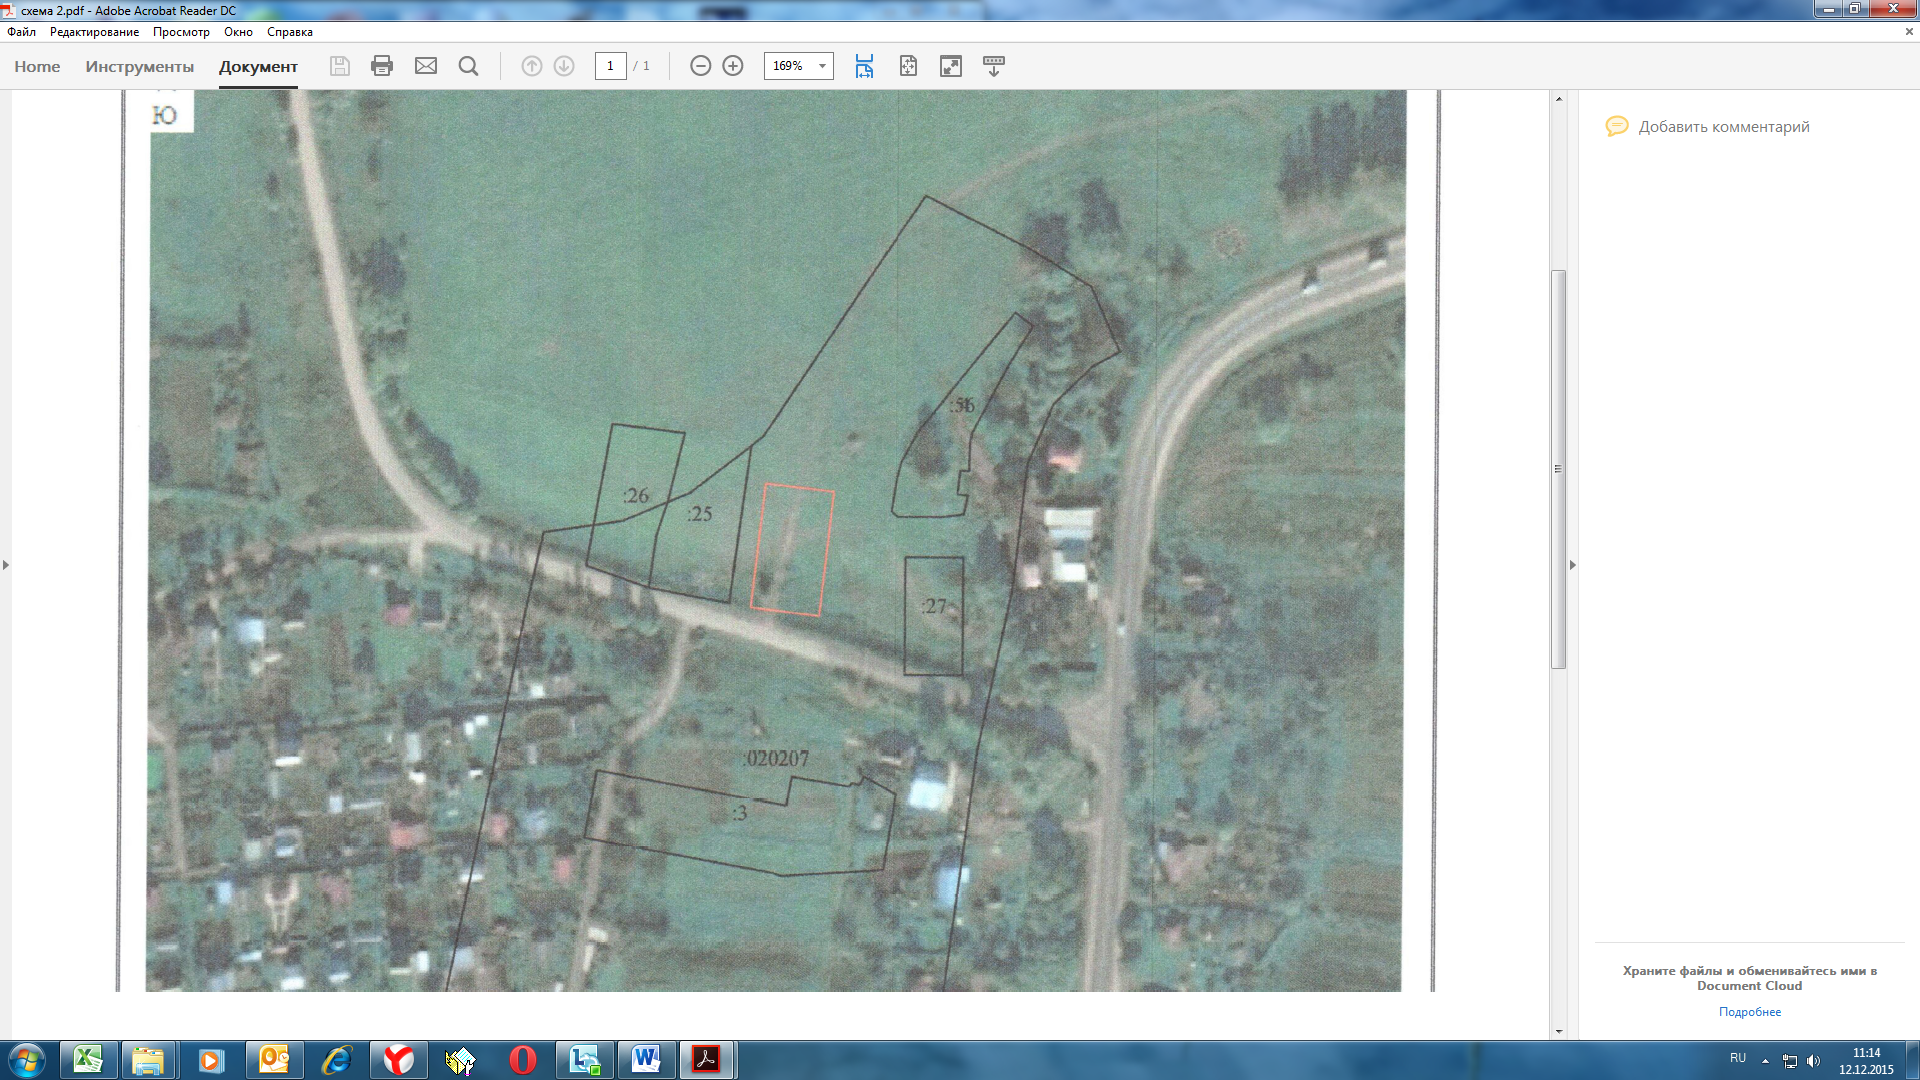 схема 2.pdf - Adobe Acrobat Reader DC
Файл Редактирование Просмотр Окно Справка
Home Инструменты Документ 1 / 1 169%
Ю
Добавить комментарий
:26
:25
:27
:020207
:3
Храните файлы и обменивайтесь ими в
Document Cloud
Подробнее
RU
11:14
12.12.2015